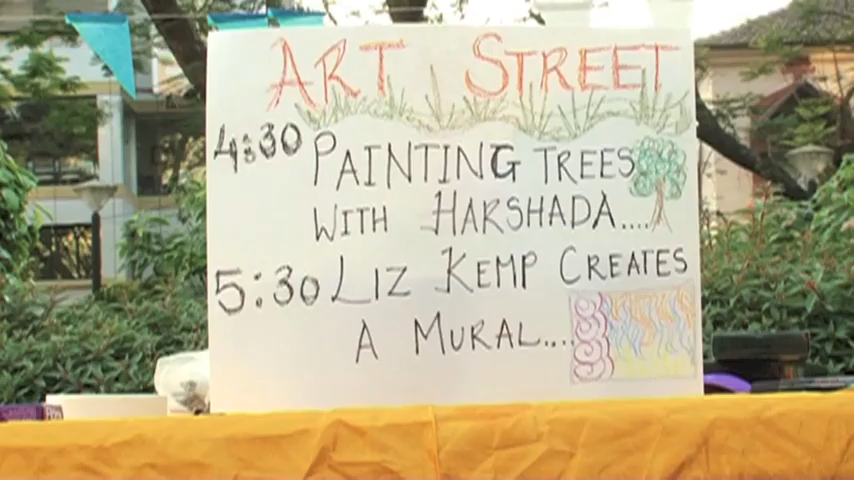 ART STREET
4:30 PAINTING TREES
WITH HARSHADA....
5:30 LIZ KEMP CREATES
A MURAL....